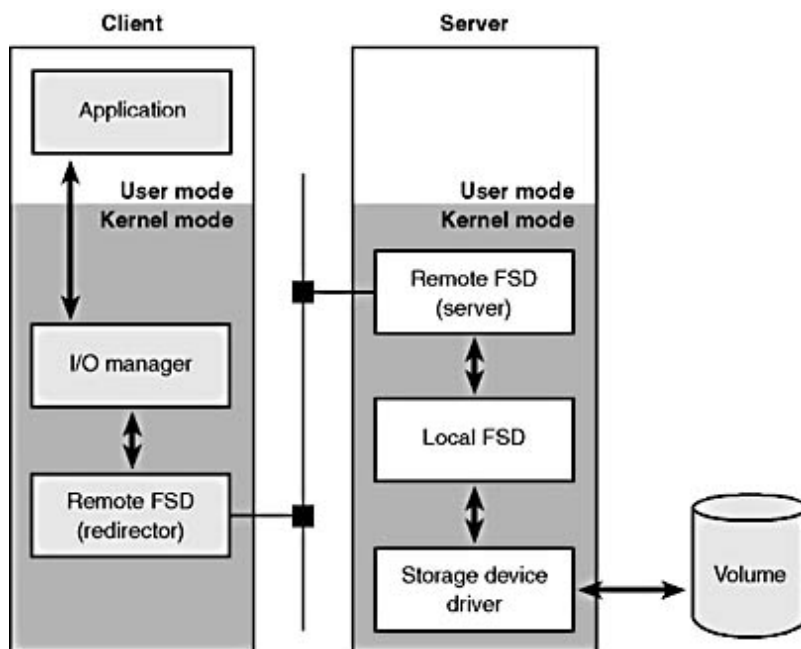 Client
Server
Application
User mode
Kernel mode
User mode
Kernel mode
I/O manager
Remote FSD
(redirector)
Remote FSD
(server)
Local FSD
Storage device
driver
Volume